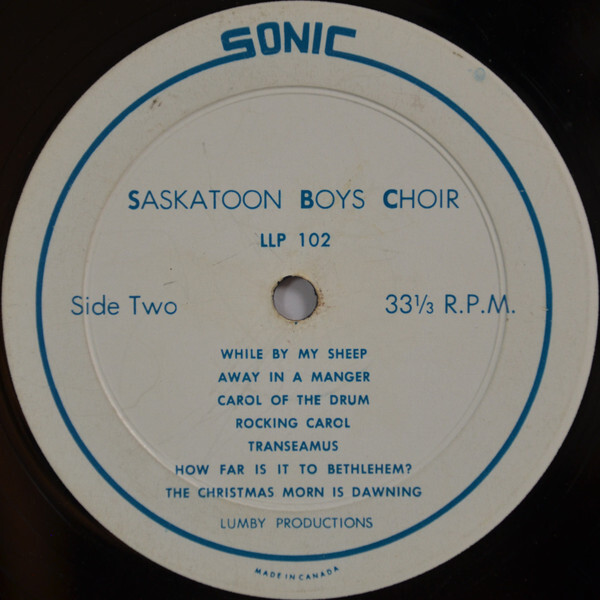 SONIC
SASKATOON BOYS CHOIR
LLP 102
Side Two
33⅓ R.P.M.
WHILE BY MY SHEEP
AWAY IN A MANGER
CAROL OF THE DRUM
ROCKING CAROL
TRANSEAMUS
HOW FAR IS IT TO BETHLEHEM?
THE CHRISTMAS MORN IS DAWNING
LUMBY PRODUCTIONS
MADE IN CANADA